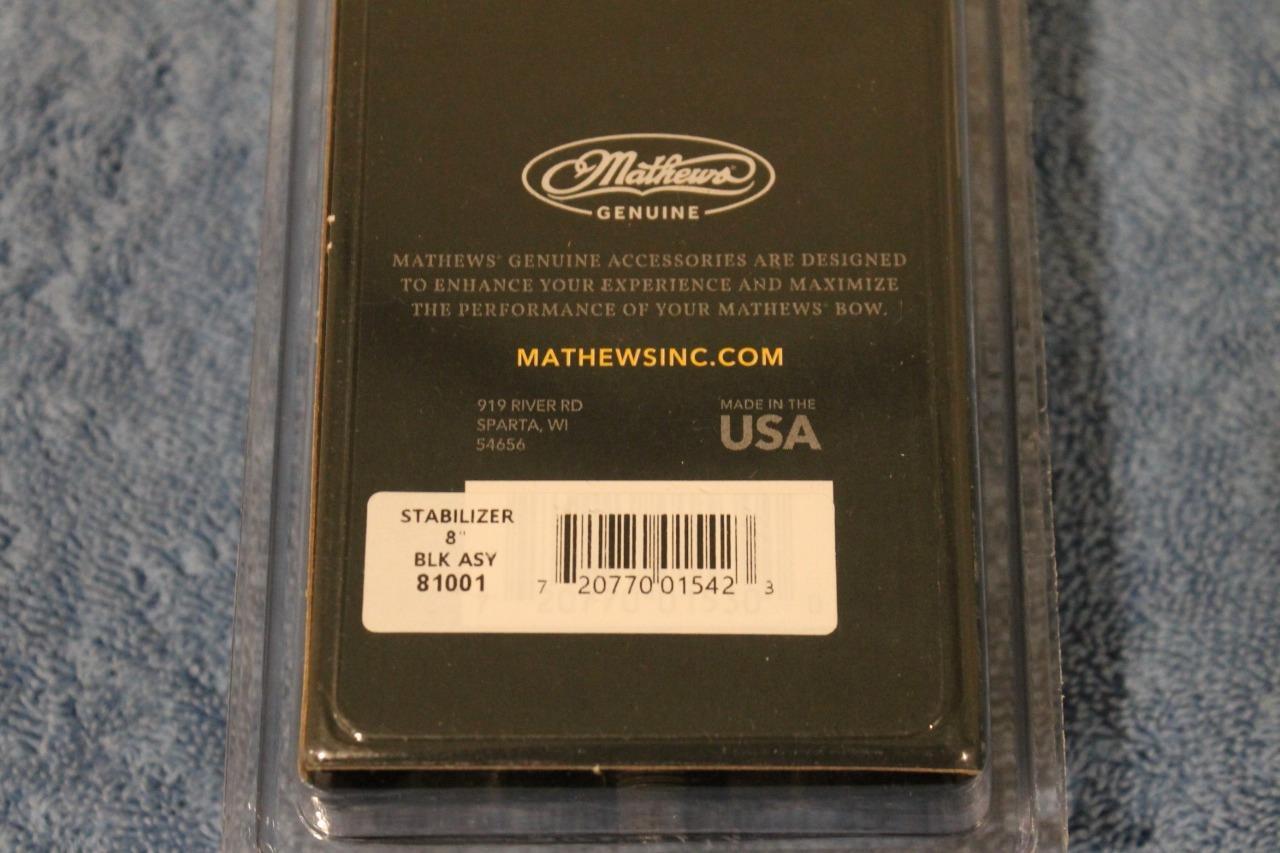 Mathews
GENUINE
MATHEWS® GENUINE ACCESSORIES ARE DESIGNED
TO ENHANCE YOUR EXPERIENCE AND MAXIMIZE
THE PERFORMANCE OF YOUR MATHEWS® BOW.
MATHEWSINC.COM
919 RIVER RD
SPARTA, WI
54656
MADE IN THE
USA
STABILIZER
8"
BLK ASY
81001
7 20770 01542 3